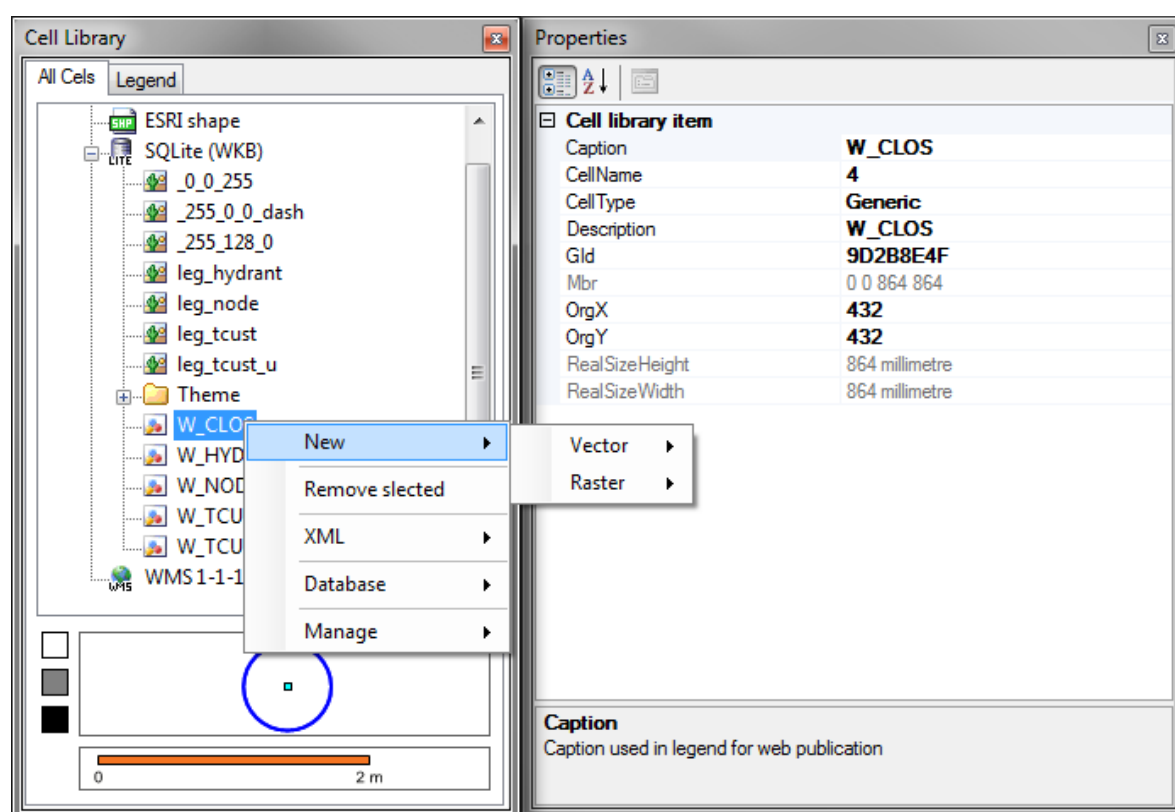 Cell Library
All Cels
Legend
SHP ESRI shape
LITE SQLite (WKB)
_0_0_255
_255_0_0_dash
_255_128_0
leg_hydrant
leg_node
leg_tcust
leg_tcust_u
Theme
W_CLOS
W_HYD
W_NOD
W_TCU
W_TCU
WMS WMS 1-1-1
New
Remove slected
XML
Database
Manage
Vector
Raster
0 2 m
Properties
A
Z
Cell library item
Caption W_CLOS
CellName 4
CellType Generic
Description W_CLOS
GId 9D2B8E4F
Mbr 0 0 864 864
OrgX 432
OrgY 432
RealSizeHeight 864 millimetre
RealSizeWidth 864 millimetre
Caption
Caption used in legend for web publication